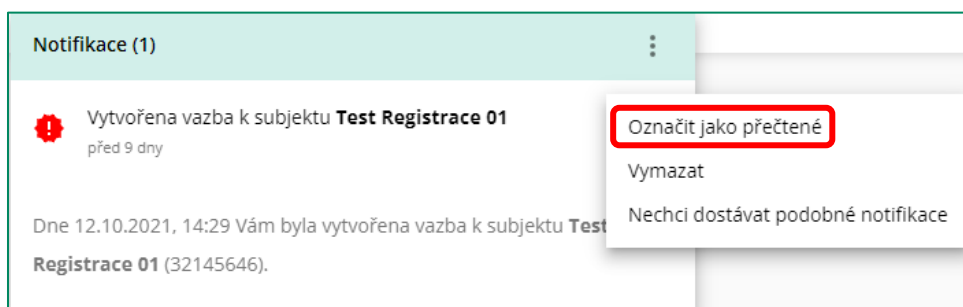 Notifikace (1)
Vytvořena vazba k subjektu Test Registrace 01
před 9 dny
Označit jako přečtené
Vymazat
Nechci dostávat podobné notifikace
Dne 12.10.2021, 14:29 Vám byla vytvořena vazba k subjektu Test
Registrace 01 (32145646).